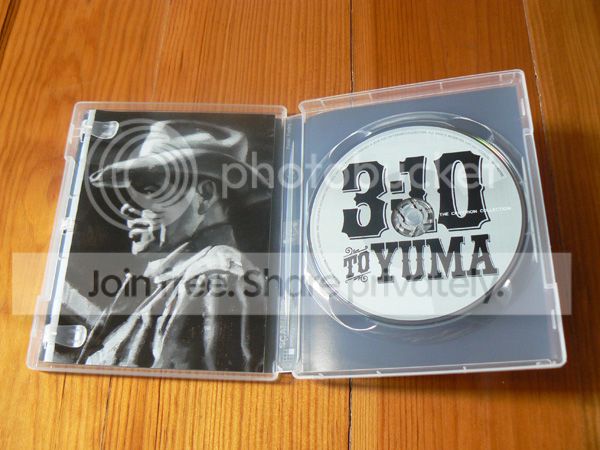 3:10
THE CRITERION COLLECTION
TO YUMA
photobucket
Join free. Share privately.